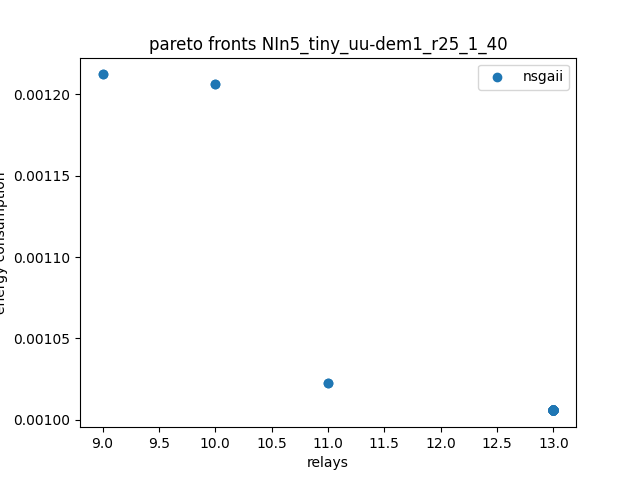 pareto fronts NIn5_tiny_uu-dem1_r25_1_40
nsgaii
0.00120
0.00115
0.00110
0.00105
0.00100
energy consumption
9.0 9.5 10.0 10.5 11.0 11.5 12.0 12.5 13.0
relays